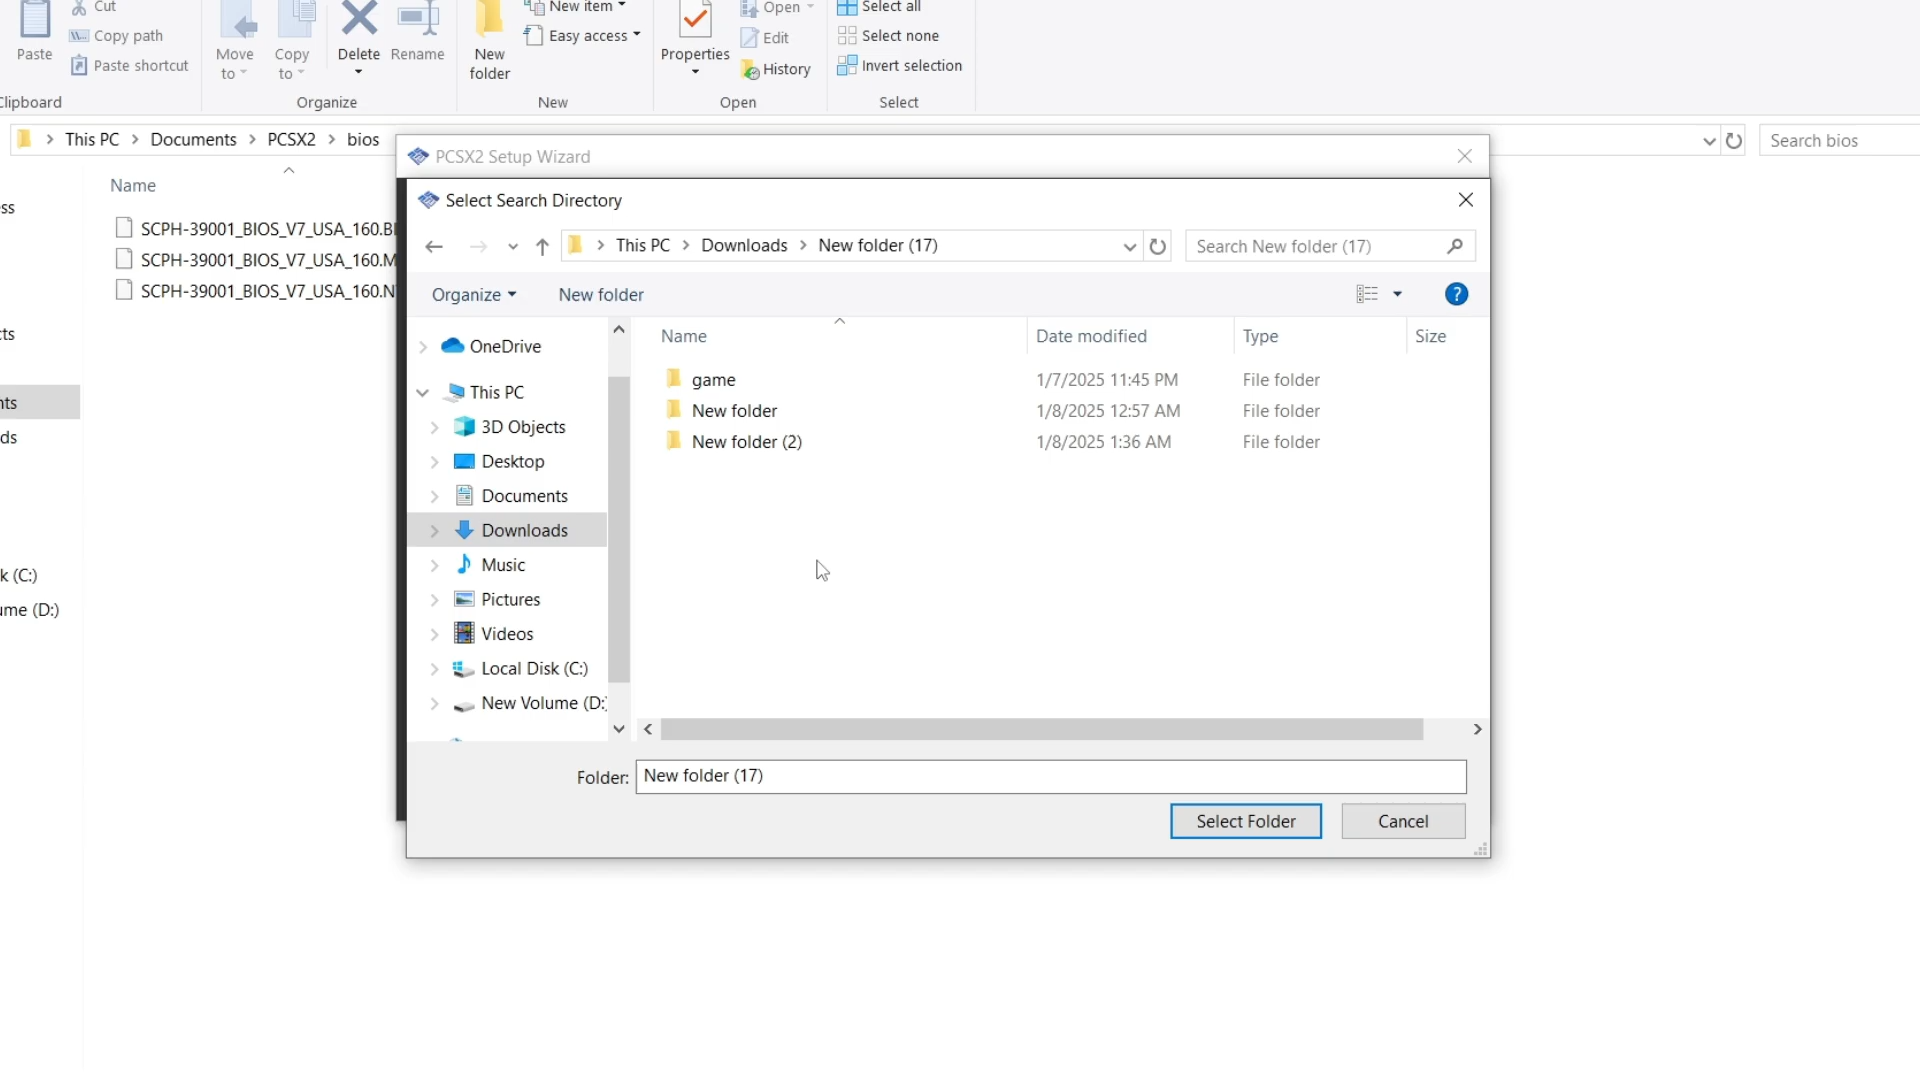 Cut
New item
Open
Select all
Copy path
Easy access
Edit
Select none
Paste
Move to
Copy to
Delete
Rename
New folder
Properties
Paste shortcut
History
Invert selection
Clipboard
Organize
New
Open
Select
This PC
Documents
PCSX2
bios
Search bios
PCSX2 Setup Wizard
Name
Select Search Directory
SCPH-39001_BIOS_V7_USA_160.B
SCPH-39001_BIOS_V7_USA_160.M
SCPH-39001_BIOS_V7_USA_160.N
ss
cts
nts
ds
k (C:)
ume (D:)
This PC
Downloads
New folder (17)
Search New folder (17)
Organize
New folder
?
Name
Date modified
Type
Size
OneDrive
This PC
3D Objects
Desktop
Documents
Downloads
Music
Pictures
Videos
Local Disk (C:)
New Volume (D:)
game 1/7/2025 11:45 PM File folder
New folder 1/8/2025 12:57 AM File folder
New folder (2) 1/8/2025 1:36 AM File folder
Folder: New folder (17)
Select Folder
Cancel